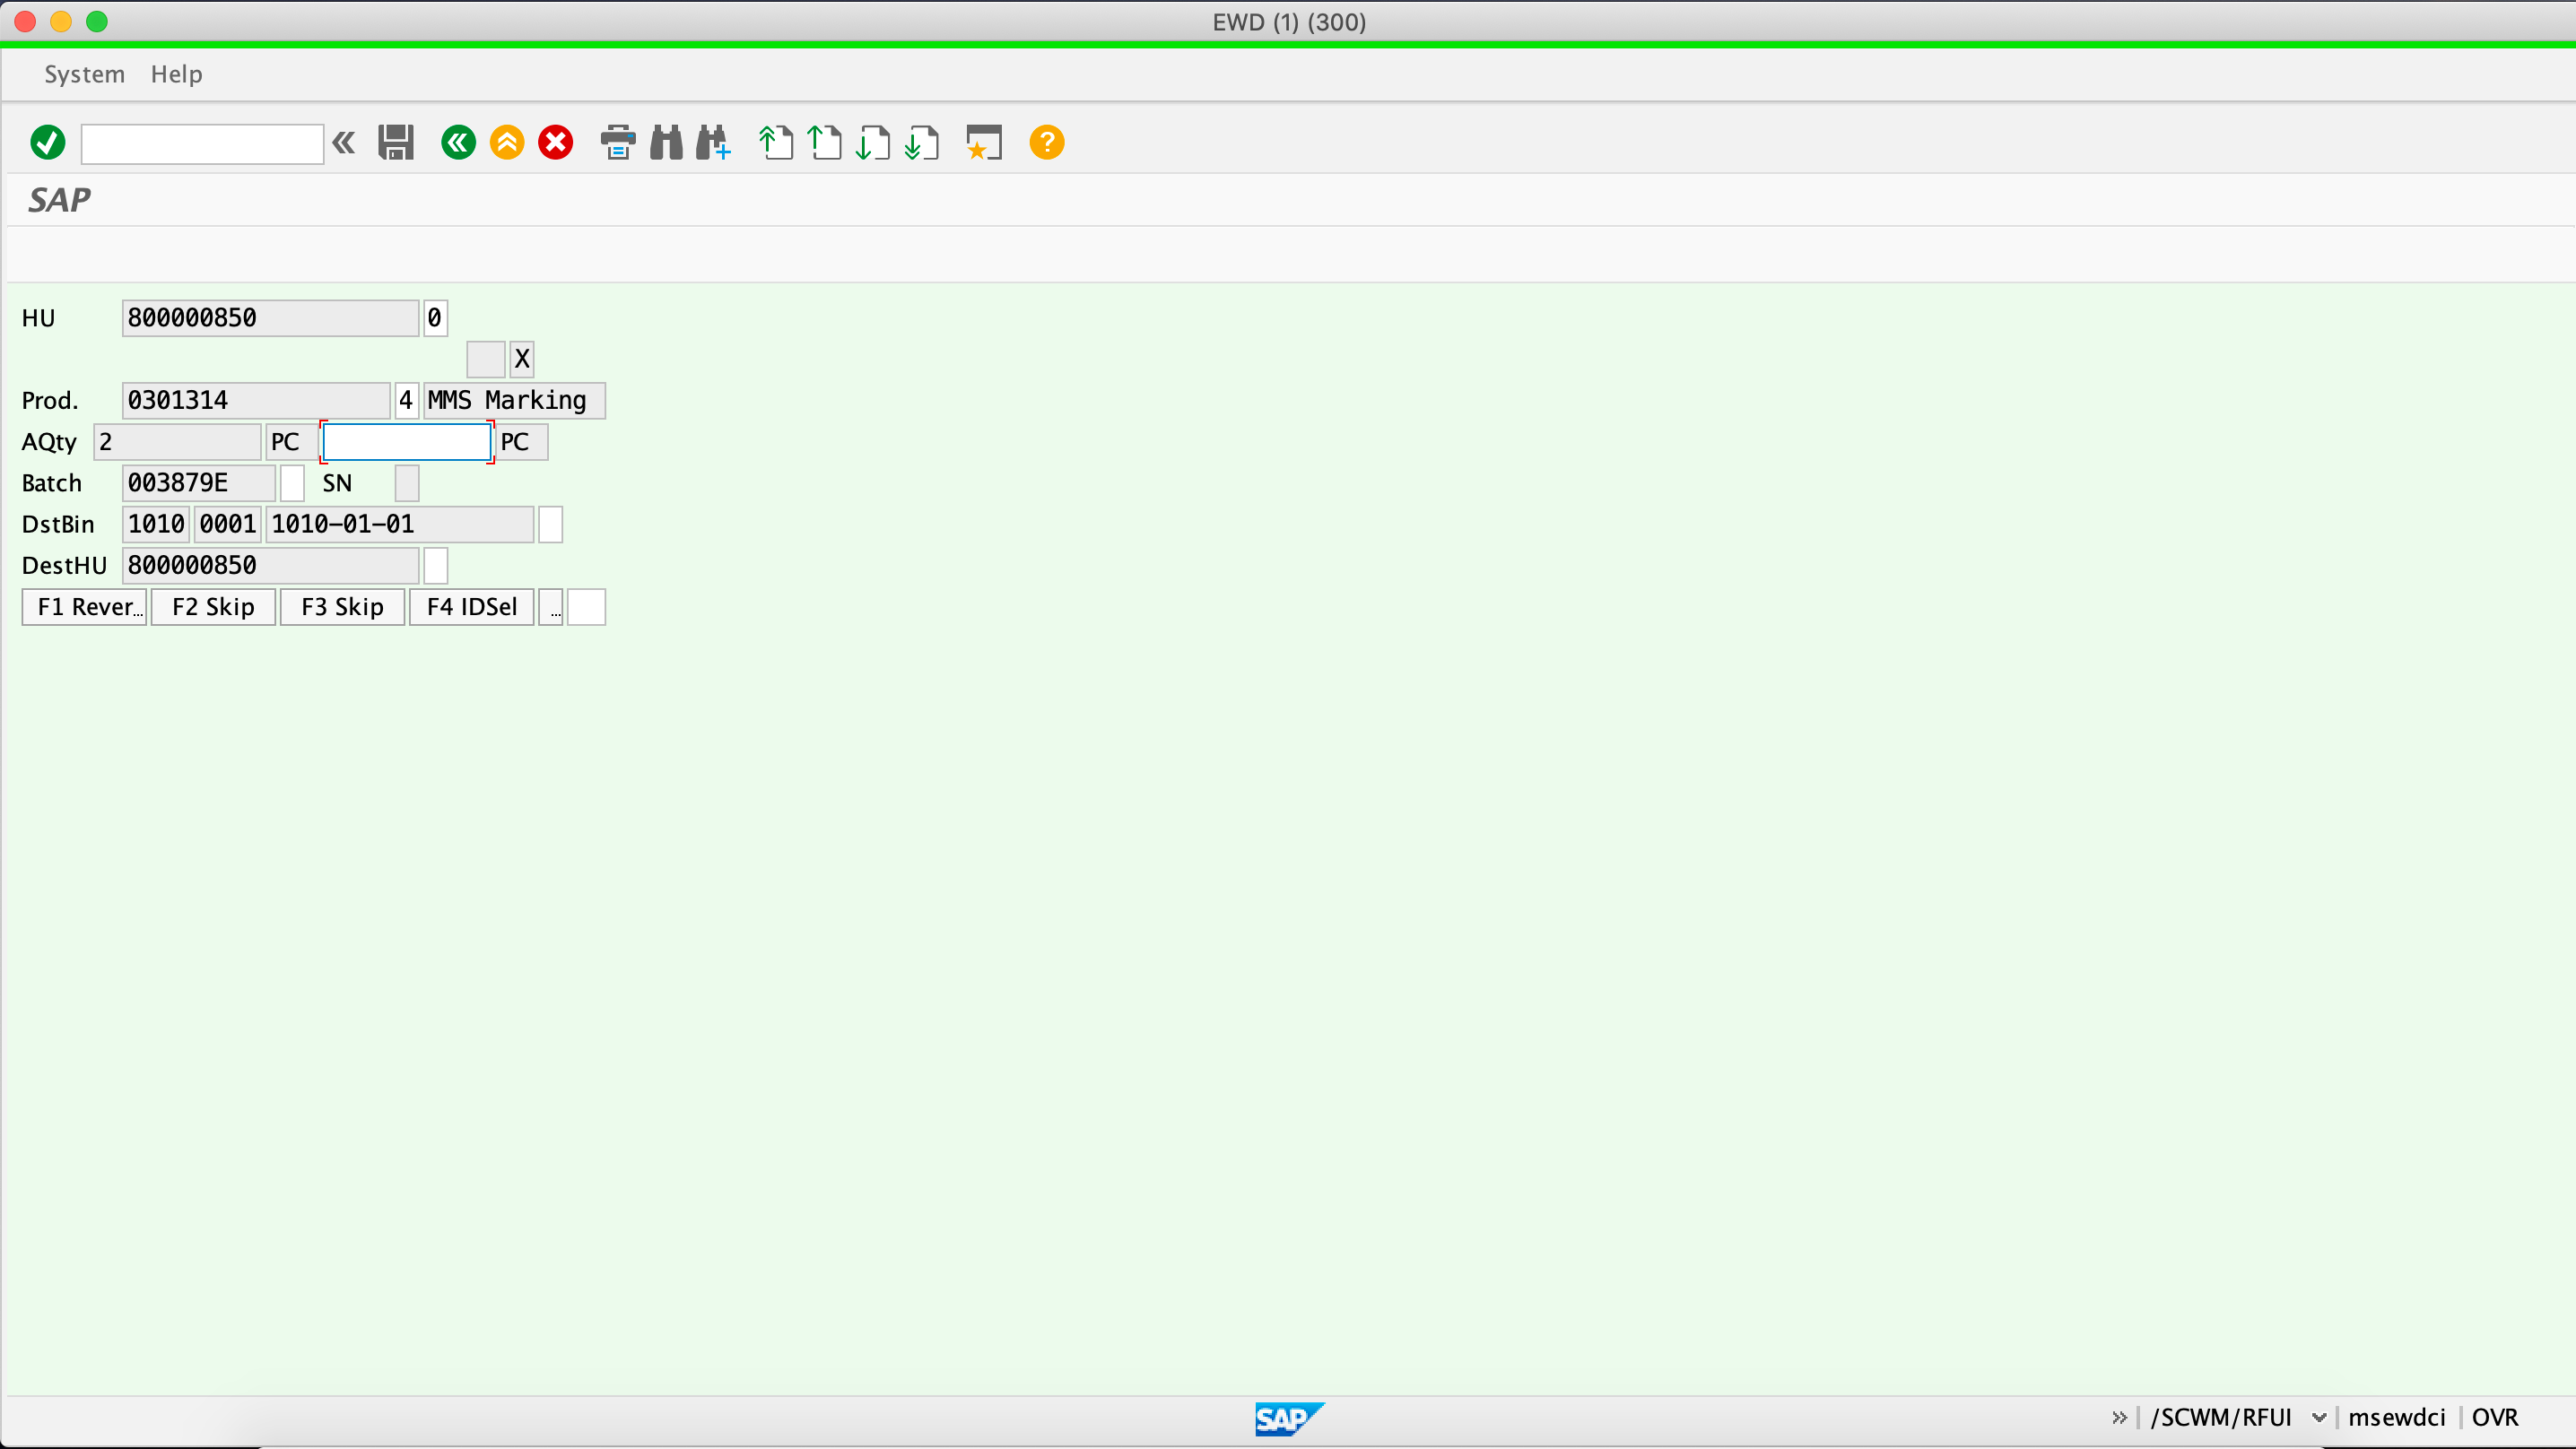 EWD (1) (300)
System Help
SAP
HU 800000850 0
X
Prod. 0301314 4 MMS Marking
AQty 2 PC PC
Batch 003879E SN
DstBin 1010 0001 1010-01-01
DestHU 800000850
F1 Rever... F2 Skip F3 Skip F4 IDSel ...
SAP /SCWM/RFUI msewdci OVR